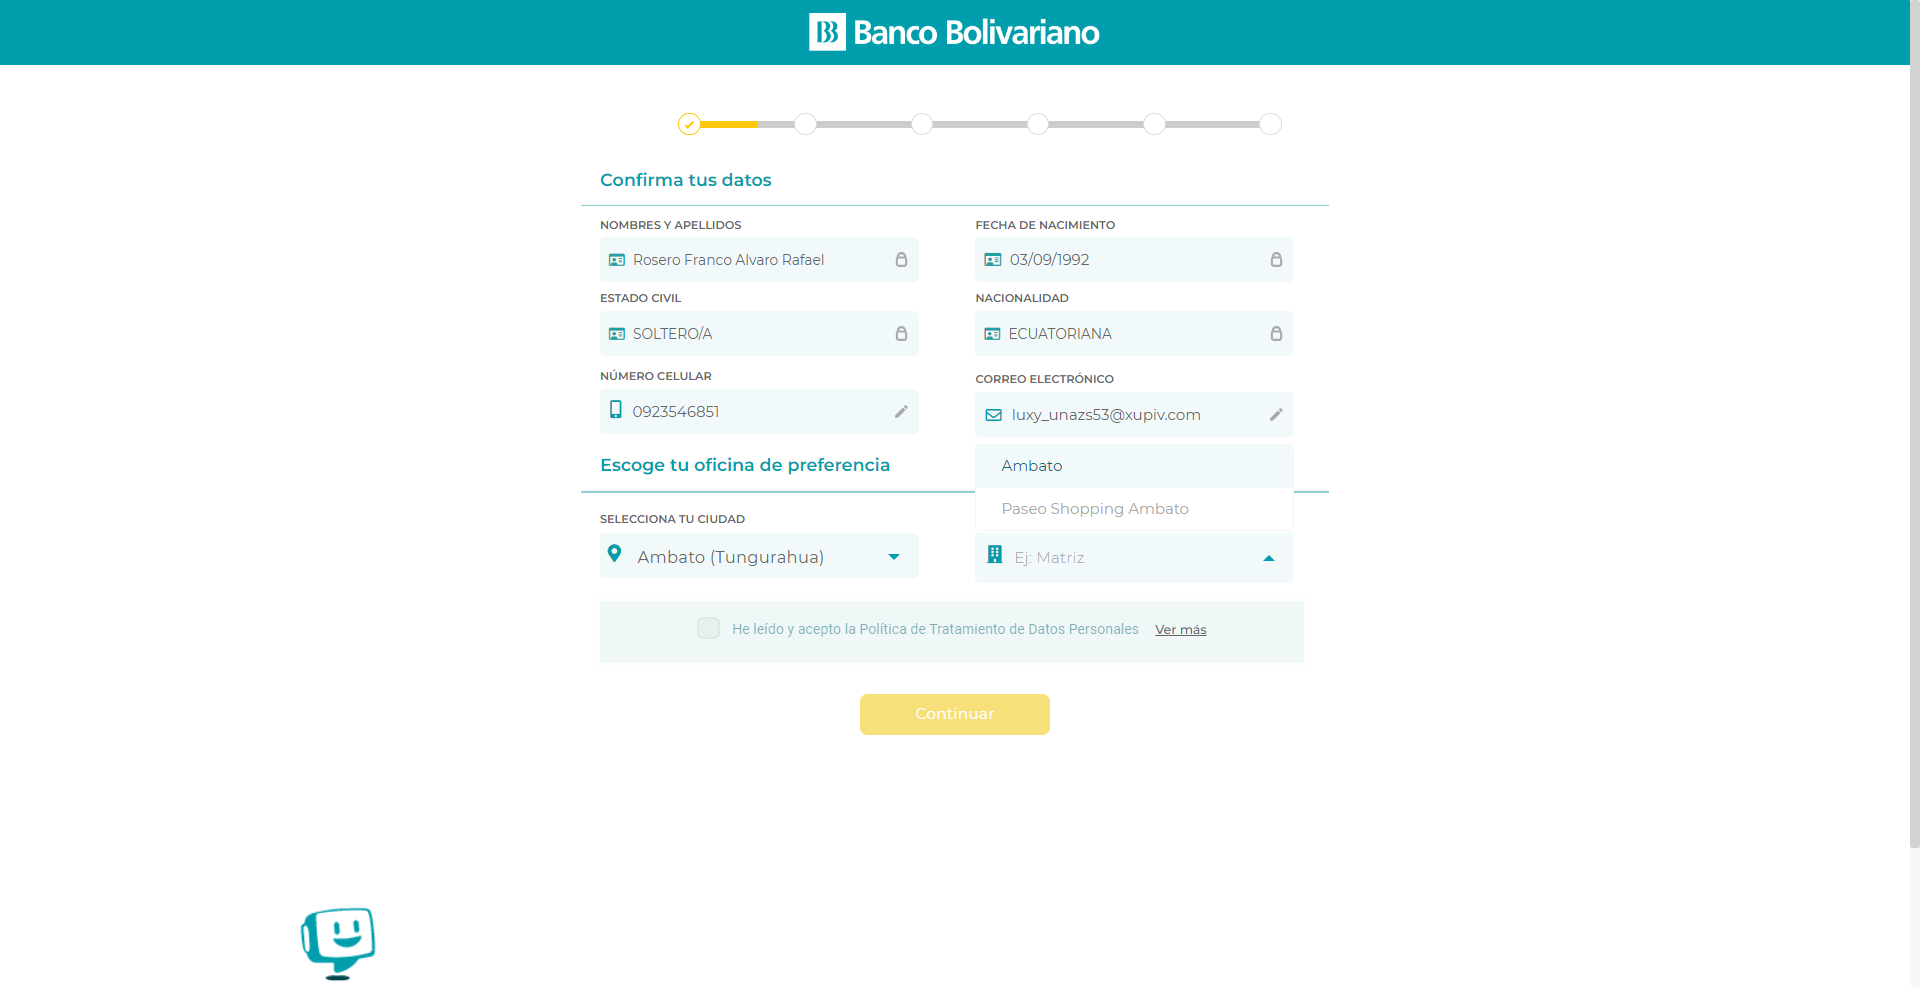 Banco Bolivariano
Confirma tus datos
NOMBRES Y APELLIDOS
Rosero Franco Alvaro Rafael
FECHA DE NACIMIENTO
03/09/1992
ESTADO CIVIL
SOLTERO/A
NACIONALIDAD
ECUATORIANA
NÚMERO CELULAR
0923546851
CORREO ELECTRÓNICO
luxy_unazs53@xupiv.com
Escoge tu oficina de preferencia
SELECCIONA TU CIUDAD
Ambato (Tungurahua)
Ambato
Paseo Shopping Ambato
Ej: Matriz
He leído y acepto la Política de Tratamiento de Datos Personales Ver más
Continuar